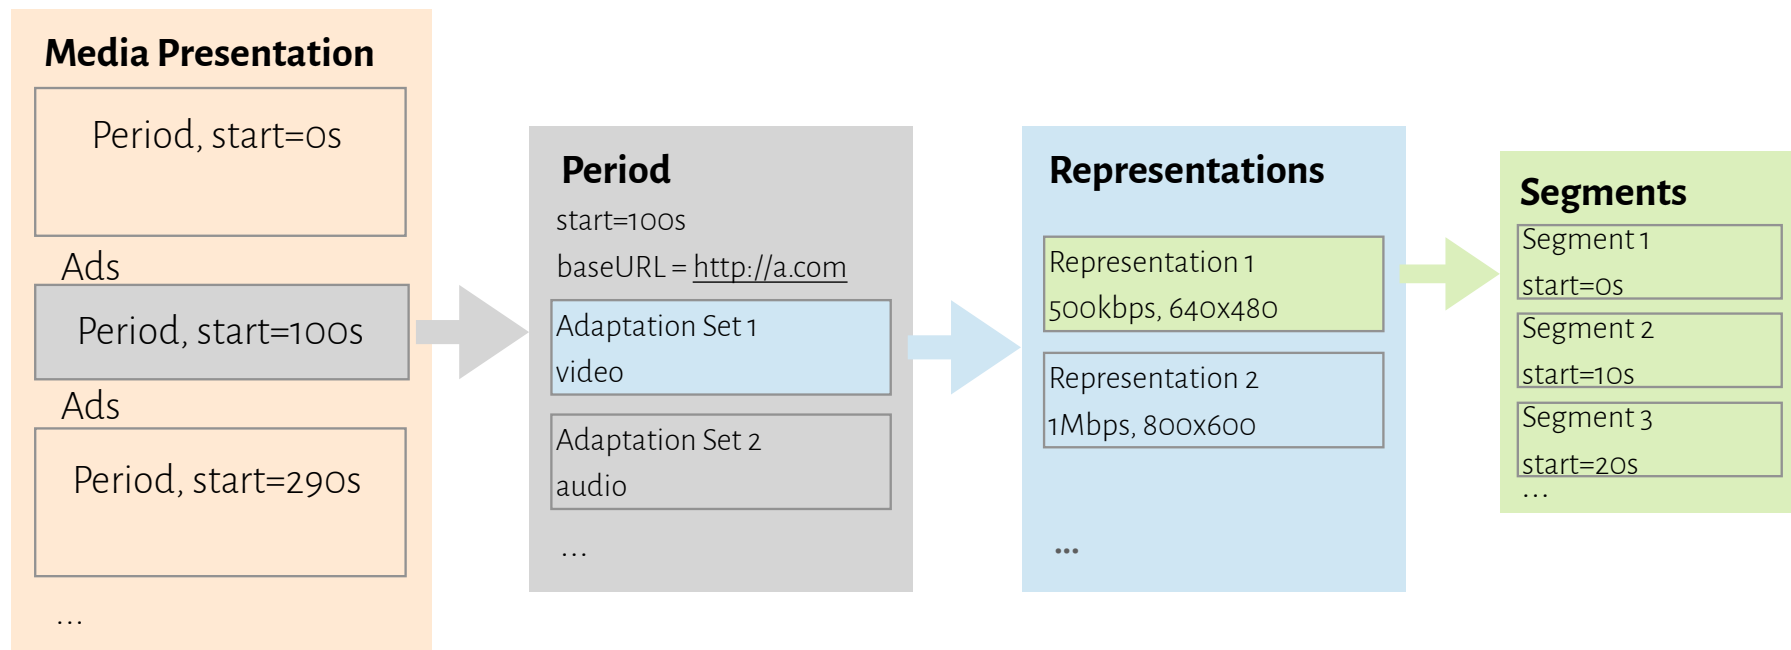 Media Presentation
Period, start=0s
Ads
Period, start=100s
Ads
Period, start=290s
...
Period
start=100s
baseURL = http://a.com
Adaptation Set 1
video
Adaptation Set 2
audio
...
Representations
Representation 1
500kbps, 640x480
Representation 2
1Mbps, 800x600
...
Segments
Segment 1
start=0s
Segment 2
start=10s
Segment 3
start=20s
...